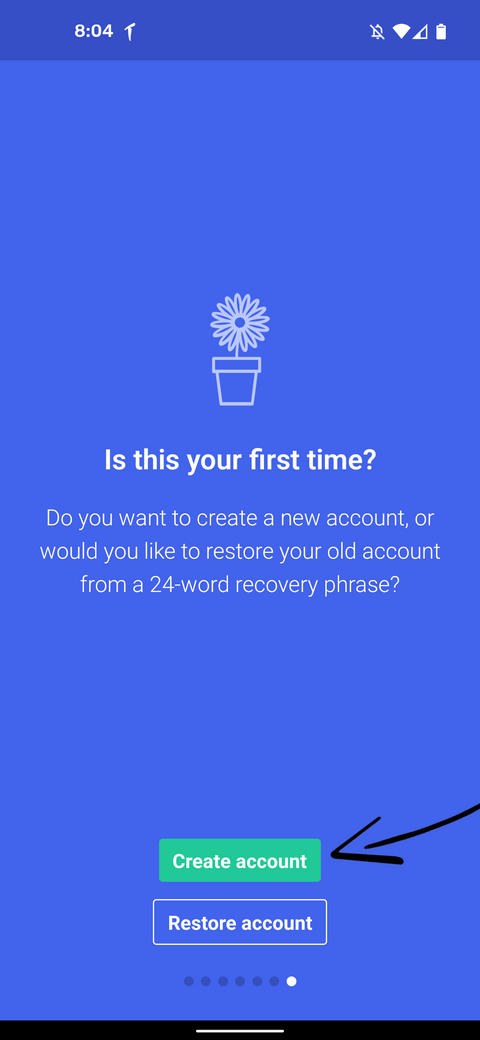 8:04
Is this your first time?
Do you want to create a new account, or
would you like to restore your old account
from a 24-word recovery phrase?
Create account
Restore account